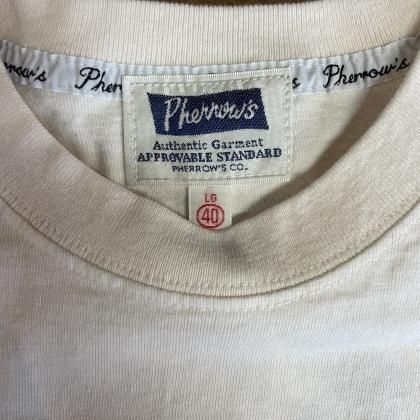 Pherrow's
Pherrow's
Pherrow's
Authentic Garment
APPROVABLE STANDARD
PHERROW'S CO.
LG
40